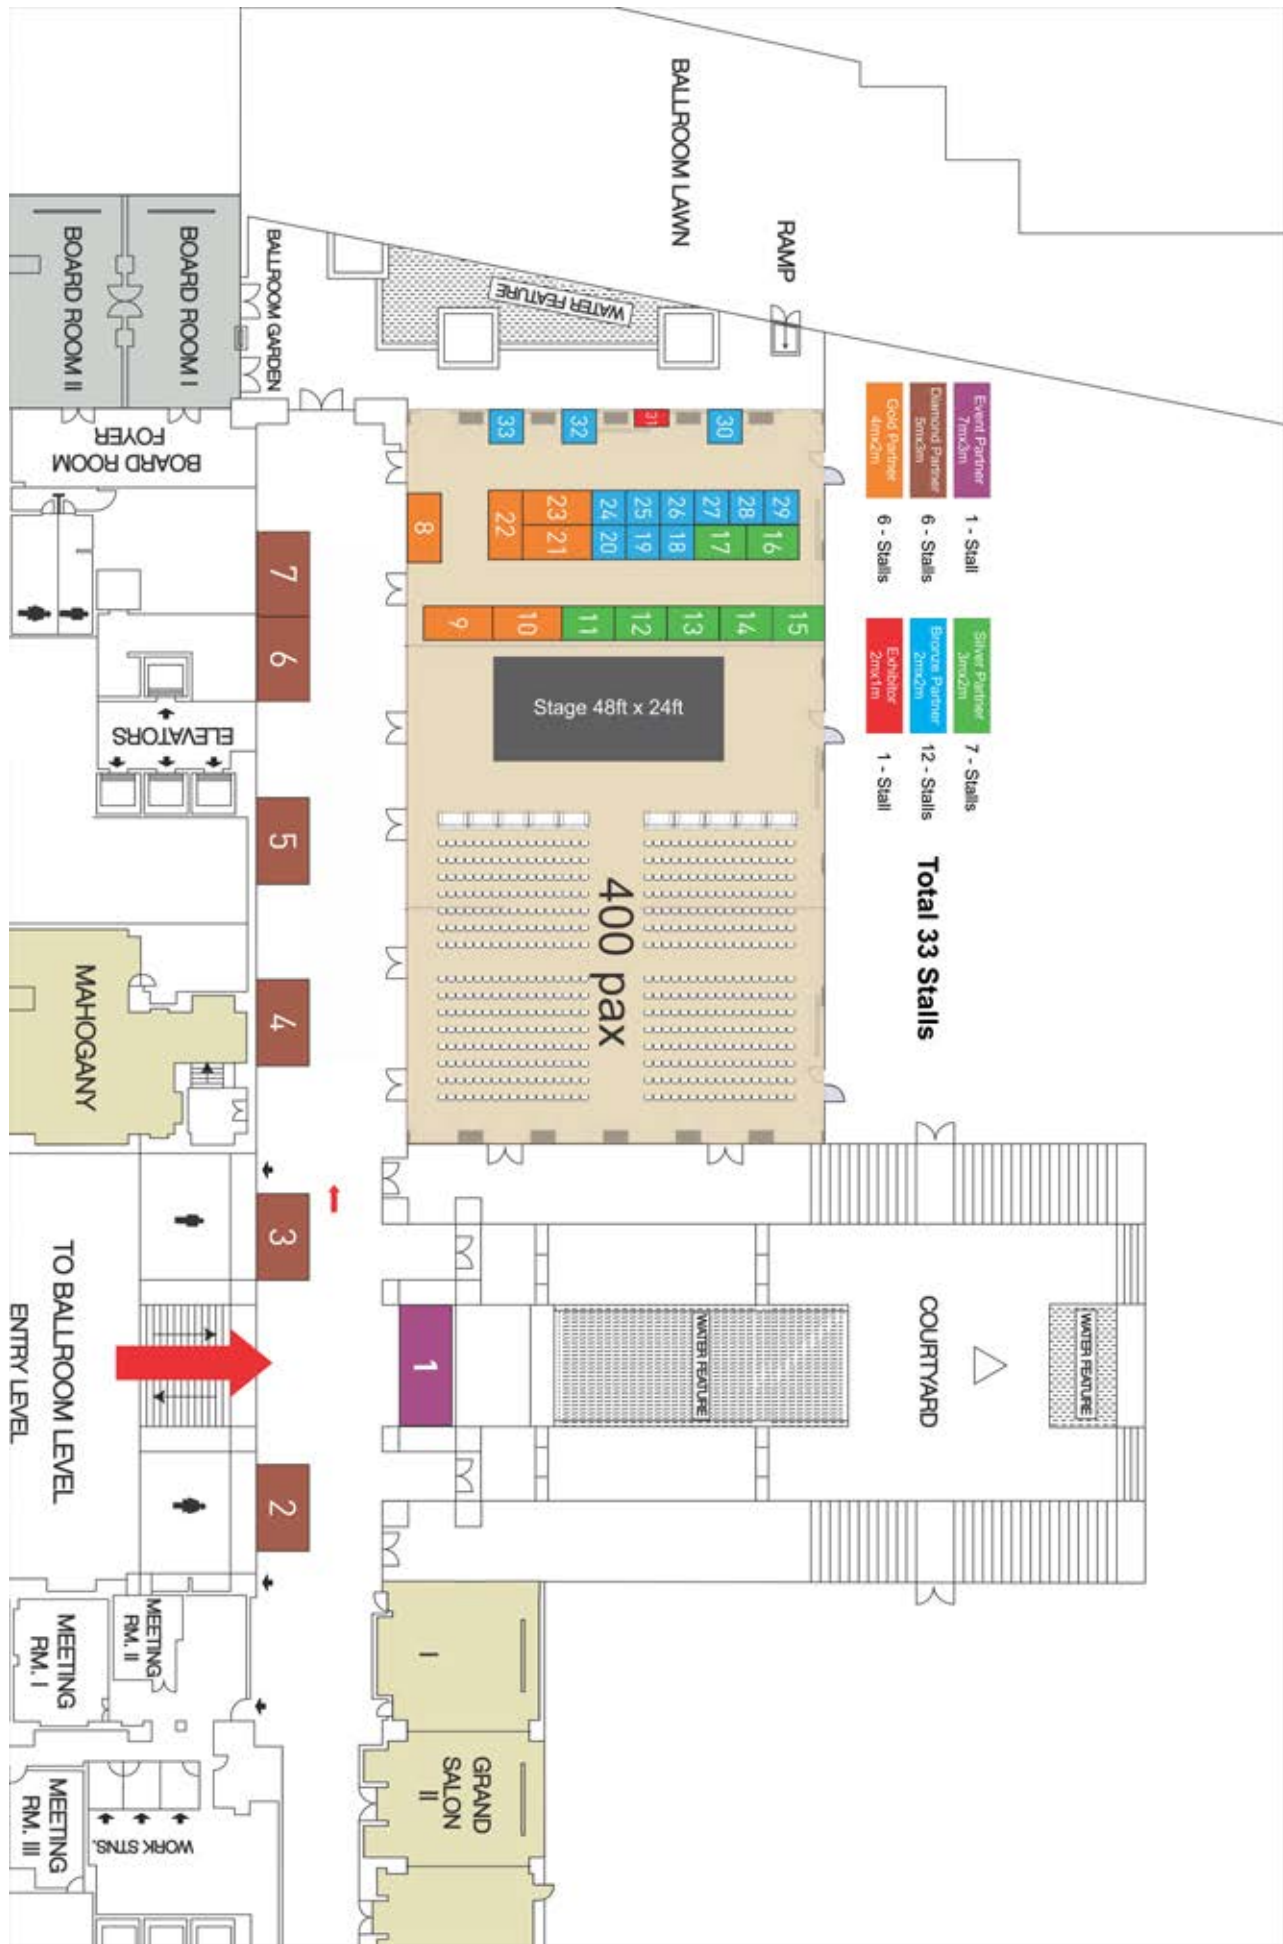 BALLROOM LAWN
RAMP
WATER FEATURE
BALLROOM GARDEN
BOARD ROOM I
BOARD ROOM II
BOARD ROOM
FOYER
Event Partner
7mx3m
1 - Stall
Diamond Partner
5mx3m
6 - Stalls
Gold Partner
4mx2m
6 - Stalls
Silver Partner
3mx2m
7 - Stalls
Bronze Partner
2mx2m
12 - Stalls
Exhibitor
2mx1m
1 - Stall
Total 33 Stalls
33
32
31
30
8
22
23
24
25
26
27
28
29
21
20
19
18
17
16
9
10
11
12
13
14
15
Stage 48ft x 24ft
400 pax
7
6
5
4
3
2
1
ELEVATORS
MAHOGANY
TO BALLROOM LEVEL
ENTRY LEVEL
WATER FEATURE
COURTYARD
WATER FEATURE
MEETING
RM. II
MEETING
RM. I
MEETING
RM. III
WORK STNS.
I
GRAND
SALON
II